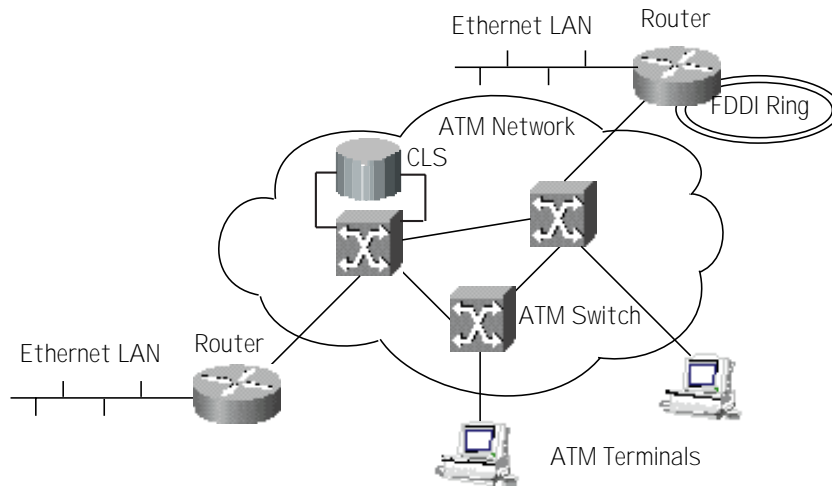 Router
Ethernet LAN
FDDI Ring
ATM Network
CLS
ATM Switch
Router
Ethernet LAN
ATM Terminals